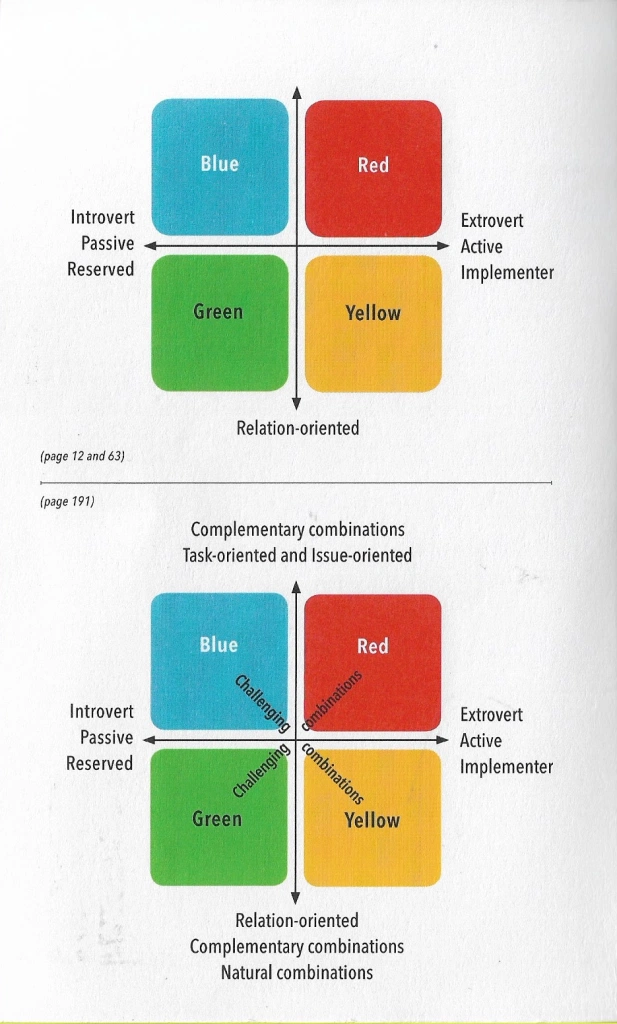 Blue
Red
Introvert
Passive
Reserved
Extrovert
Active
Implementer
Green
Yellow
Relation-oriented
(page 12 and 63)
(page 191)
Complementary combinations
Task-oriented and Issue-oriented
Blue
Red
Challenging combinations
Introvert
Passive
Reserved
Extrovert
Active
Implementer
Challenging combinations
Green
Yellow
Relation-oriented
Complementary combinations
Natural combinations